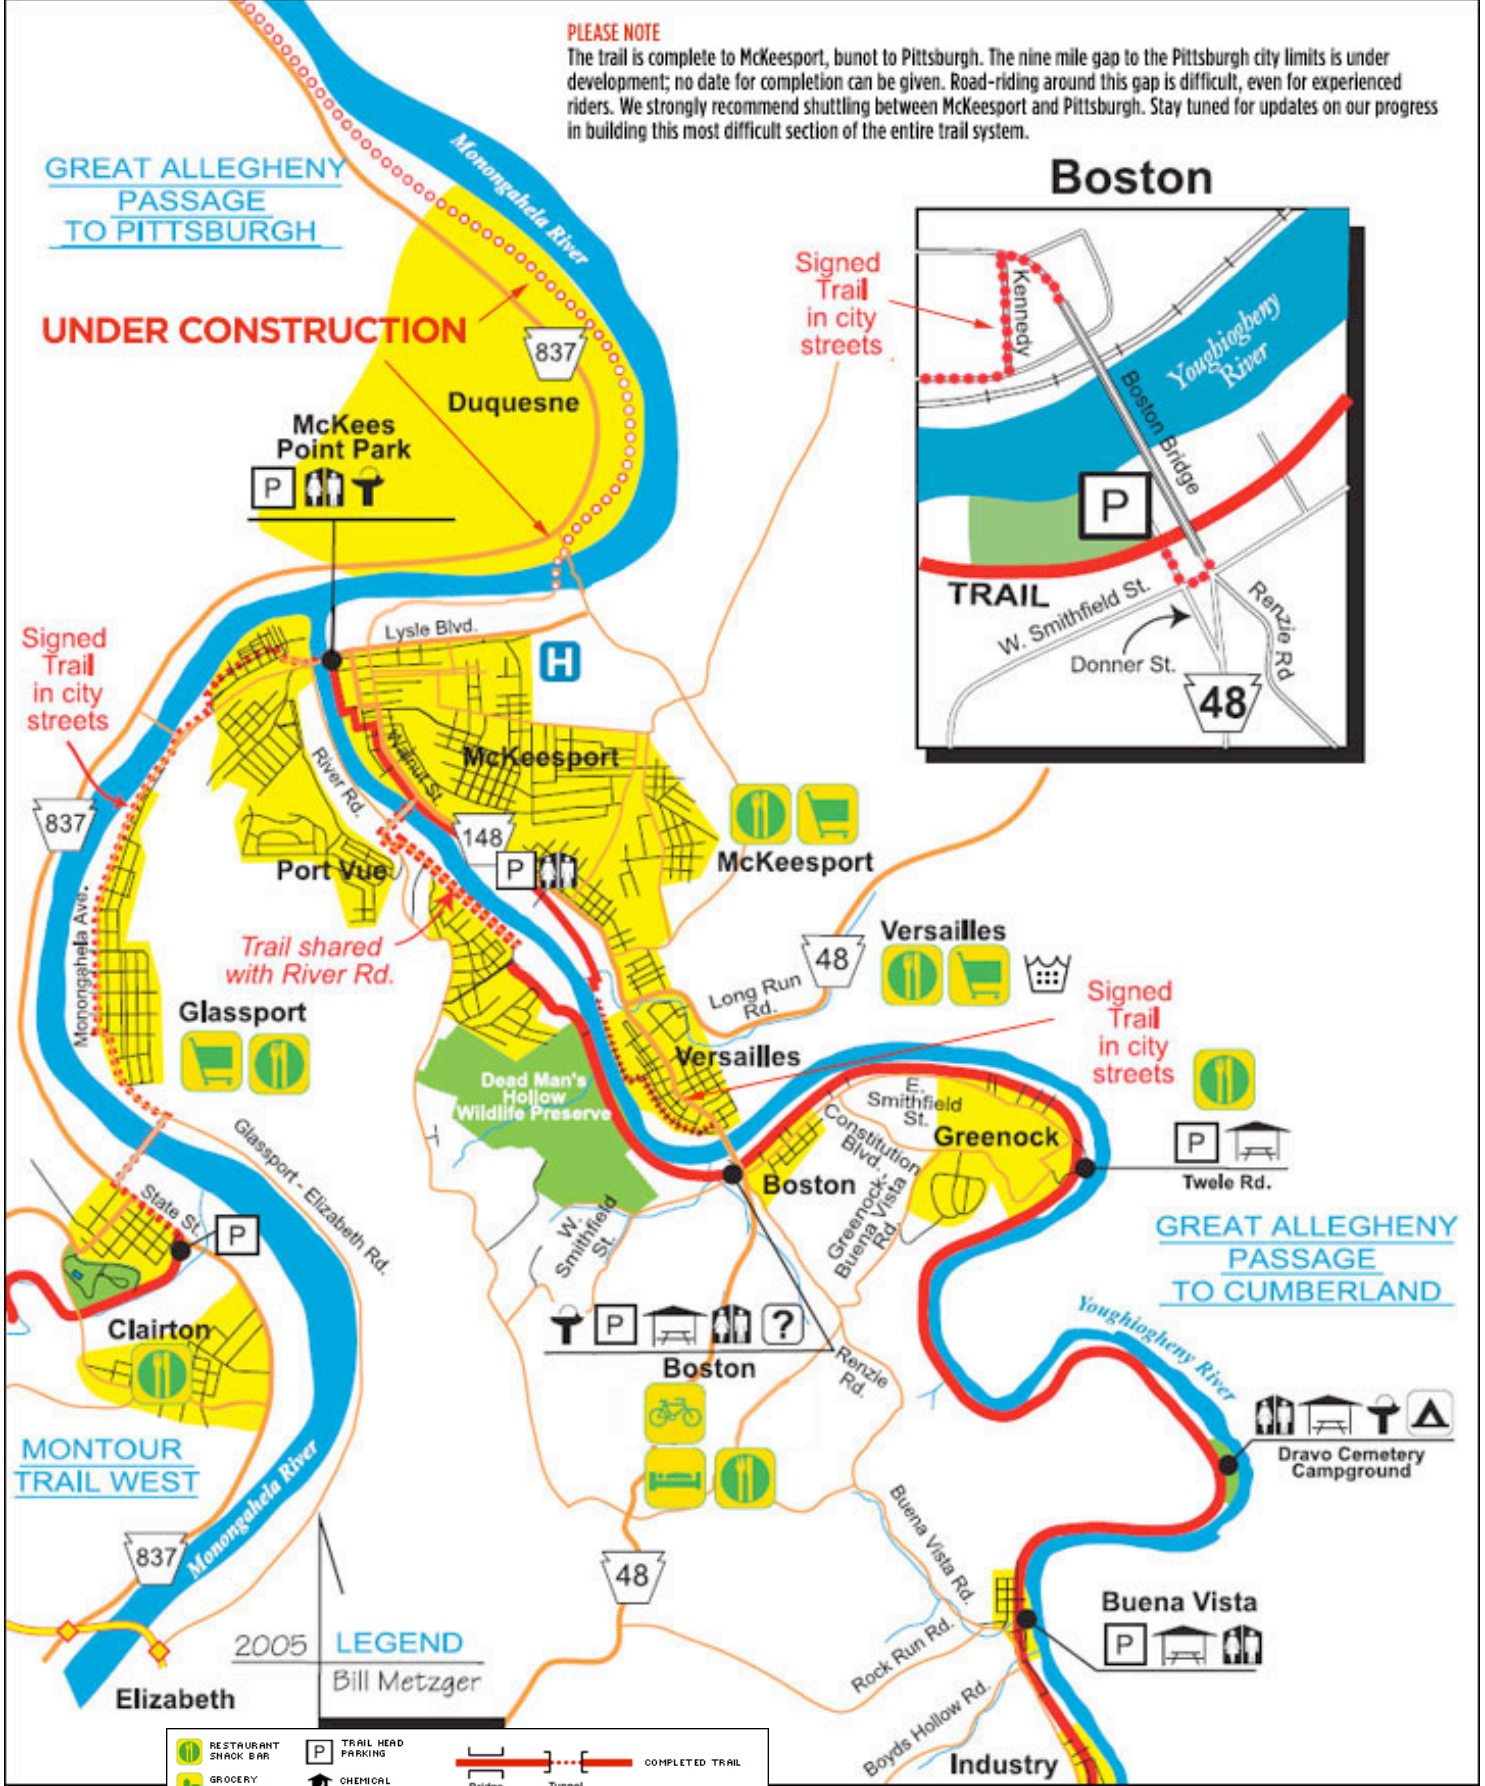 PLEASE NOTE
The trail is complete to McKeesport, bunot to Pittsburgh. The nine mile gap to the Pittsburgh city limits is under
development; no date for completion can be given. Road-riding around this gap is difficult, even for experienced
riders. We strongly recommend shuttling between McKeesport and Pittsburgh. Stay tuned for updates on our progress
in building this most difficult section of the entire trail system.
Monongahela River
GREAT ALLEGHENY
PASSAGE
TO PITTSBURGH
UNDER CONSTRUCTION
837
Duquesne
McKees
Point Park
P
Boston
Signed
Trail
in city
streets
Kennedy
Youghiogheny
River
Boston Bridge
P
TRAIL
W. Smithfield St.
Donner St.
Renzie Rd
48
Lysle Blvd.
H
Signed
Trail
in city
streets
River Rd.
Walnut St.
McKeesport
837
148
P
Port Vue
McKeesport
Monongahela Ave.
Trail shared
with River Rd.
48
Versailles
Long Run
Rd.
Glassport
Signed
Trail
in city
streets
Versailles
Dead Man's
Hollow
Wildlife Preserve
E.
Smithfield
St.
Constitution
Blvd.
Greenock
P
Twele Rd.
Boston
Greenock-
Buena Vista
Rd.
Glassport - Elizabeth Rd.
State St.
P
W.
Smithfield
St.
GREAT ALLEGHENY
PASSAGE
TO CUMBERLAND
Clairton
P
?
Boston
Renzie
Rd.
Youghiogheny River
Dravo Cemetery
Campground
MONTOUR
TRAIL WEST
Monongahela River
837
Buena Vista Rd.
48
Buena Vista
P
Rock Run Rd.
2005
LEGEND
Bill Metzger
Elizabeth
Boyds Hollow Rd.
Industry
RESTAURANT
SNACK BAR
P
TRAIL HEAD
PARKING
COMPLETED TRAIL
GROCERY
CHEMICAL
Bridge
Tunnel